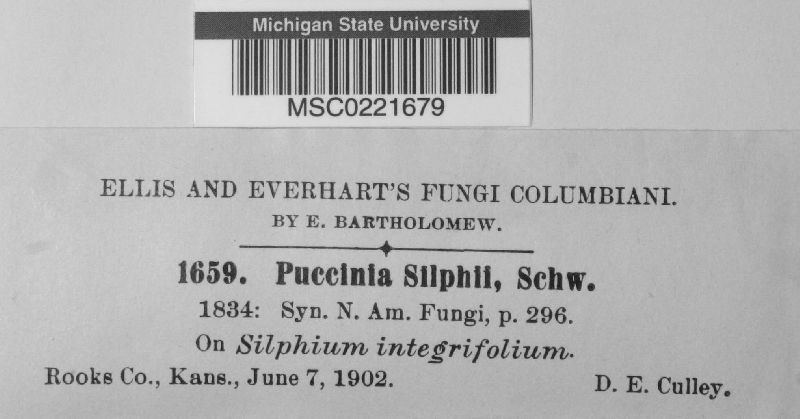 Michigan State University
MSC0221679
ELLIS AND EVERHART'S FUNGI COLUMBIANI.
BY E. BARTHOLOMEW.
1659. Puccinia Silphii, Schw.
1834: Syn. N. Am. Fungi, p. 296.
On Silphium integrifolium.
Rooks Co., Kans., June 7, 1902. D. E. Culley.